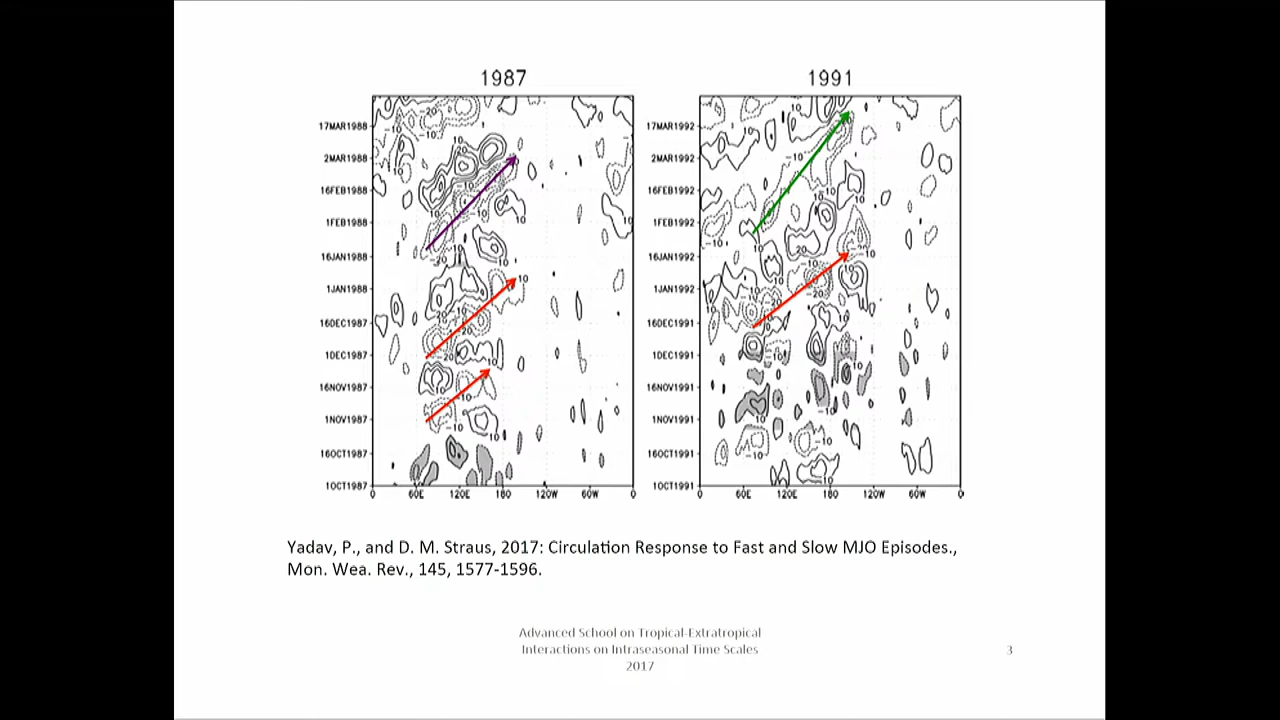 1987
1991
17MAR1988
2MAR1988
16FEB1988
1FEB1988
16JAN1988
1JAN1988
16DEC1987
1DEC1987
16NOV1987
1NOV1987
16OCT1987
1OCT1987
0 60E 120E 180 120W 60W 0
17MAR1992
2MAR1992
16FEB1992
1FEB1992
16JAN1992
1JAN1992
16DEC1991
1DEC1991
16NOV1991
1NOV1991
16OCT1991
1OCT1991
0 60E 120E 180 120W 60W 0
Yadav, P., and D. M. Straus, 2017: Circulation Response to Fast and Slow MJO Episodes.,
Mon. Wea. Rev., 145, 1577-1596.
Advanced School on Tropical-Extratropical
Interactions on Intraseasonal Time Scales
2017
3